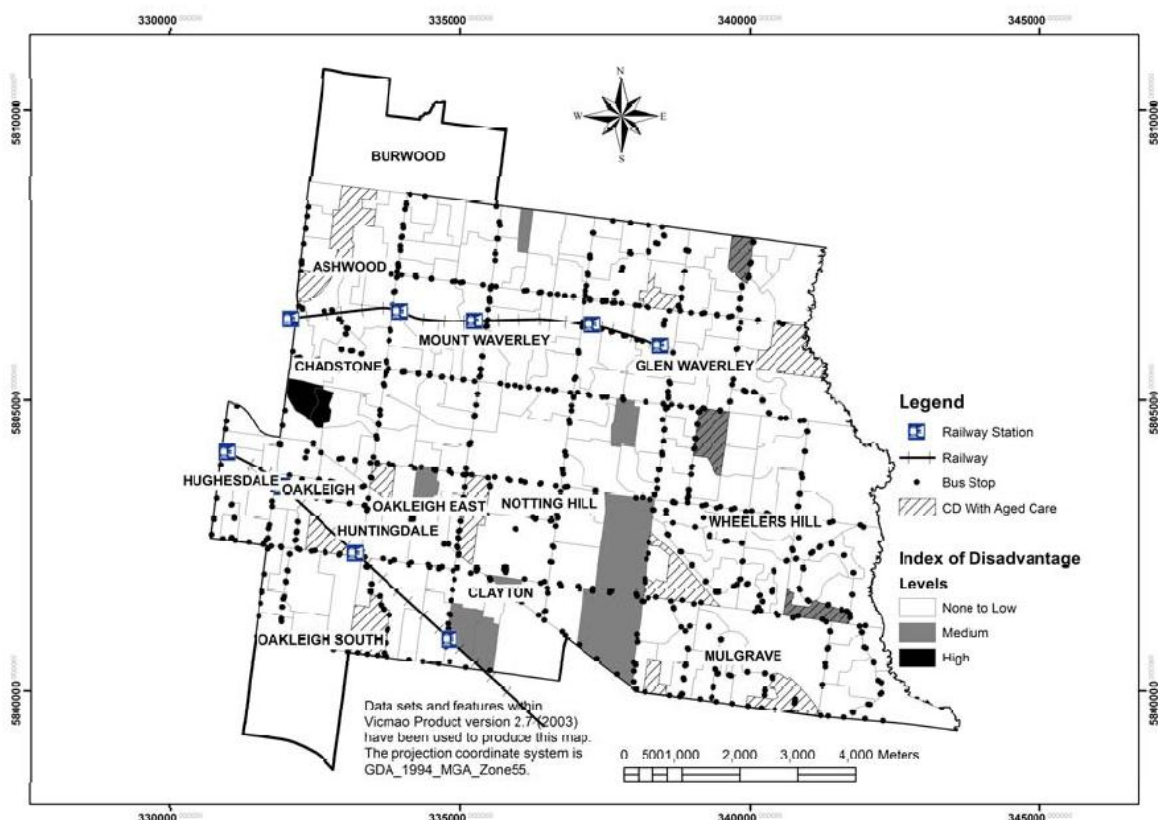 330000 335000 340000 345000
5810000 5810000
N
W E
S
BURWOOD
ASHWOOD
MOUNT WAVERLEY
CHADSTONE
GLEN WAVERLEY
HUGHESDALE
OAKLEIGH
OAKLEIGH EAST
NOTTING HILL
HUNTINGDALE
WHEELERS HILL
CLAYTON
OAKLEIGH SOUTH
MULGRAVE
Legend
Railway Station
Railway
Bus Stop
CD With Aged Care
Index of Disadvantage
Levels
None to Low
Medium
High
Data sets and features within
Vicmao Product version 2.7 (2003)
have been used to produce this map.
The projection coordinate system is
GDA_1994_MGA_Zone55.
0 500 1,000 2,000 3,000 4,000 Meters
330000 335000 340000 345000